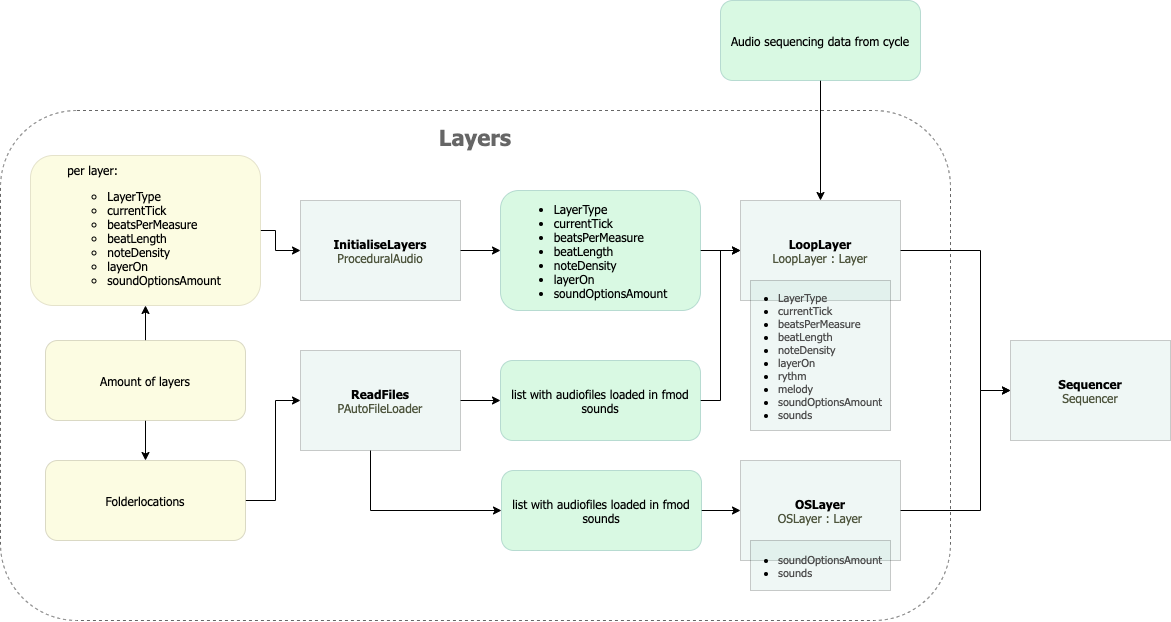 Audio sequencing data from cycle
Layers
per layer:
LayerType
currentTick
beatsPerMeasure
beatLength
noteDensity
layerOn
soundOptionsAmount
InitialiseLayers
ProceduralAudio
LayerType
currentTick
beatsPerMeasure
beatLength
noteDensity
layerOn
soundOptionsAmount
LoopLayer
LoopLayer : Layer
LayerType
currentTick
beatsPerMeasure
beatLength
noteDensity
layerOn
rythm
melody
soundOptionsAmount
sounds
Amount of layers
ReadFiles
PAutoFileLoader
list with audiofiles loaded in fmod
sounds
Sequencer
Sequencer
Folderlocations
list with audiofiles loaded in fmod
sounds
OSLayer
OSLayer : Layer
soundOptionsAmount
sounds